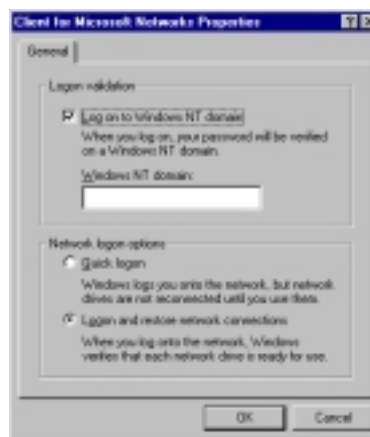 Client for Microsoft Networks Properties
General
Logon validation
Log on to Windows NT domain
When you log on, your password will be verified
on a Windows NT domain.
Windows NT domain:
Network logon options
Quick logon
Windows logs you onto the network, but network
drives are not reconnected until you use them.
Logon and restore network connections
When you log onto the network, Windows
verifies that each network drive is ready for use.
OK
Cancel